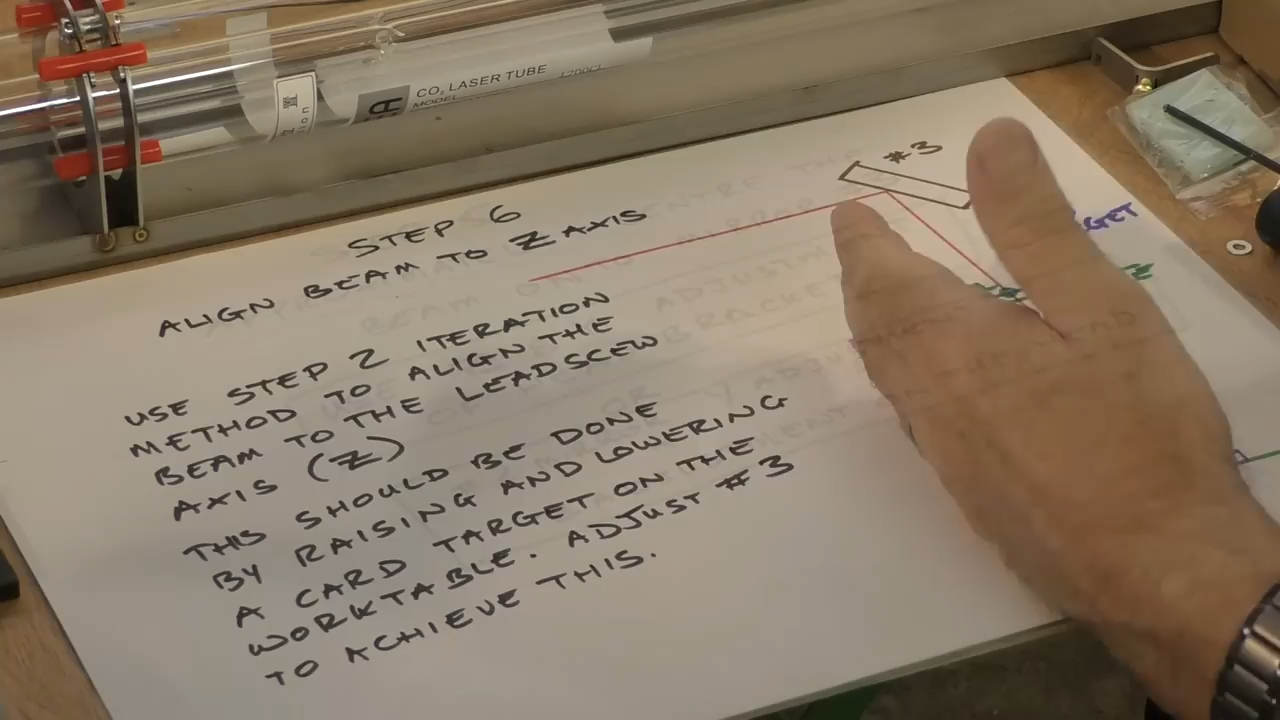 CO₂ LASER TUBE
MODEL
STEP 6
ALIGN BEAM TO Z AXIS
USE STEP 2 ITERATION
METHOD TO ALIGN THE
BEAM TO THE LEADSCEW
AXIS (Z)
THIS SHOULD BE DONE
BY RAISING AND LOWERING
A CARD TARGET ON THE
WORKTABLE. ADJUST #3
TO ACHIEVE THIS.
#3